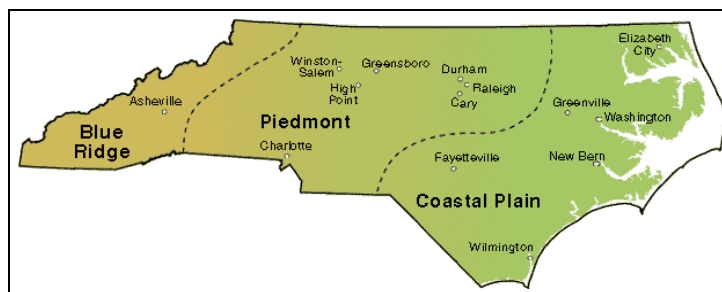 Elizabeth
City
Winston-
Salem
Greensboro
Durham
High
Point
Raleigh
Cary
Asheville
Greenville
Washington
Blue
Ridge
Piedmont
Charlotte
Fayetteville
New Bern
Coastal Plain
Wilmington